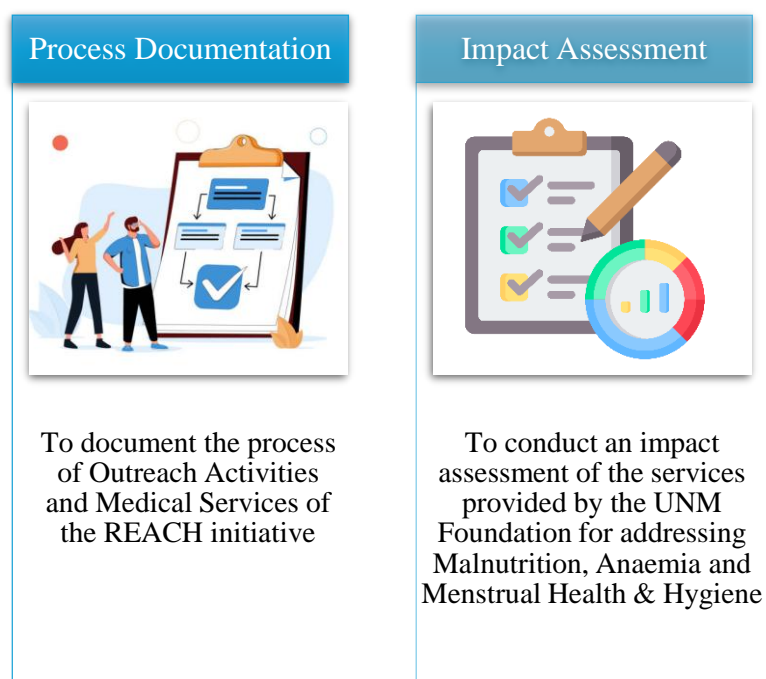 Process Documentation
To document the process
of Outreach Activities
and Medical Services of
the REACH initiative
Impact Assessment
To conduct an impact
assessment of the services
provided by the UNM
Foundation for addressing
Malnutrition, Anaemia and
Menstrual Health & Hygiene